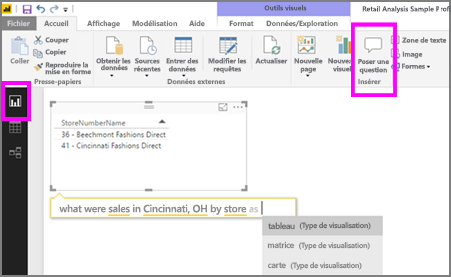 Outils visuels
Retail Analysis Sample P
Fichier Accueil Affichage Modélisation Aide Format Données/Exploration
Coller
Couper
Copier
Reproduire la mise en forme
Presse-papiers
Obtenir les données
Sources récentes
Entrer des données
Modifier les requêtes
Données externes
Actualiser
Nouvelle page
Nouveau visuel
Poser une question
Zone de texte
Image
Formes
Insérer
StoreNumberName
36 - Beechmont Fashions Direct
41 - Cincinnati Fashions Direct
what were sales in Cincinnati, OH by store as
tableau (Type de visualisation)
matrice (Type de visualisation)
carte (Type de visualisation)